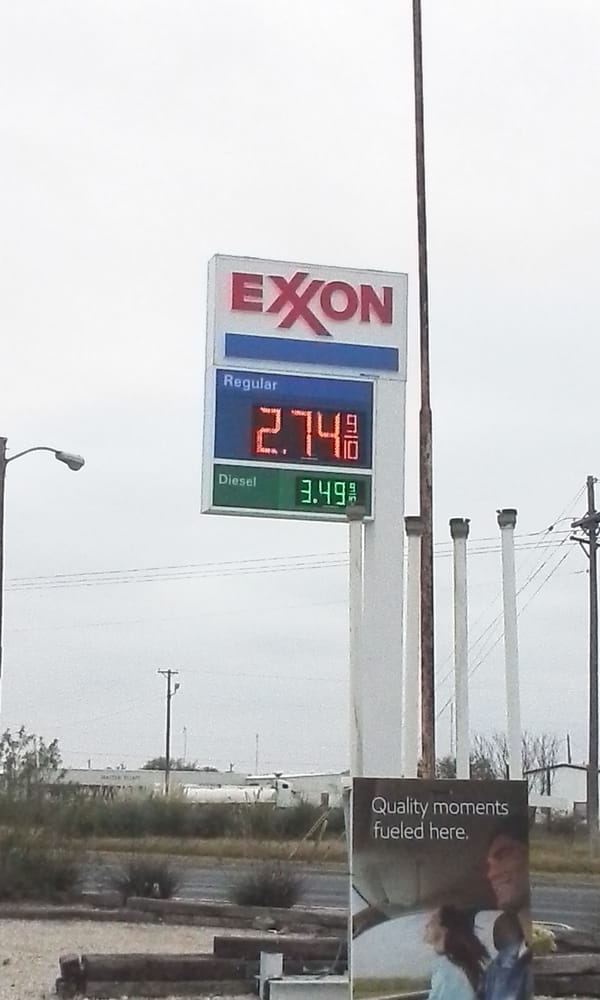 EXXON
Regular
2.74 9/10
Diesel
3.49 9/10
Quality moments
fueled here.